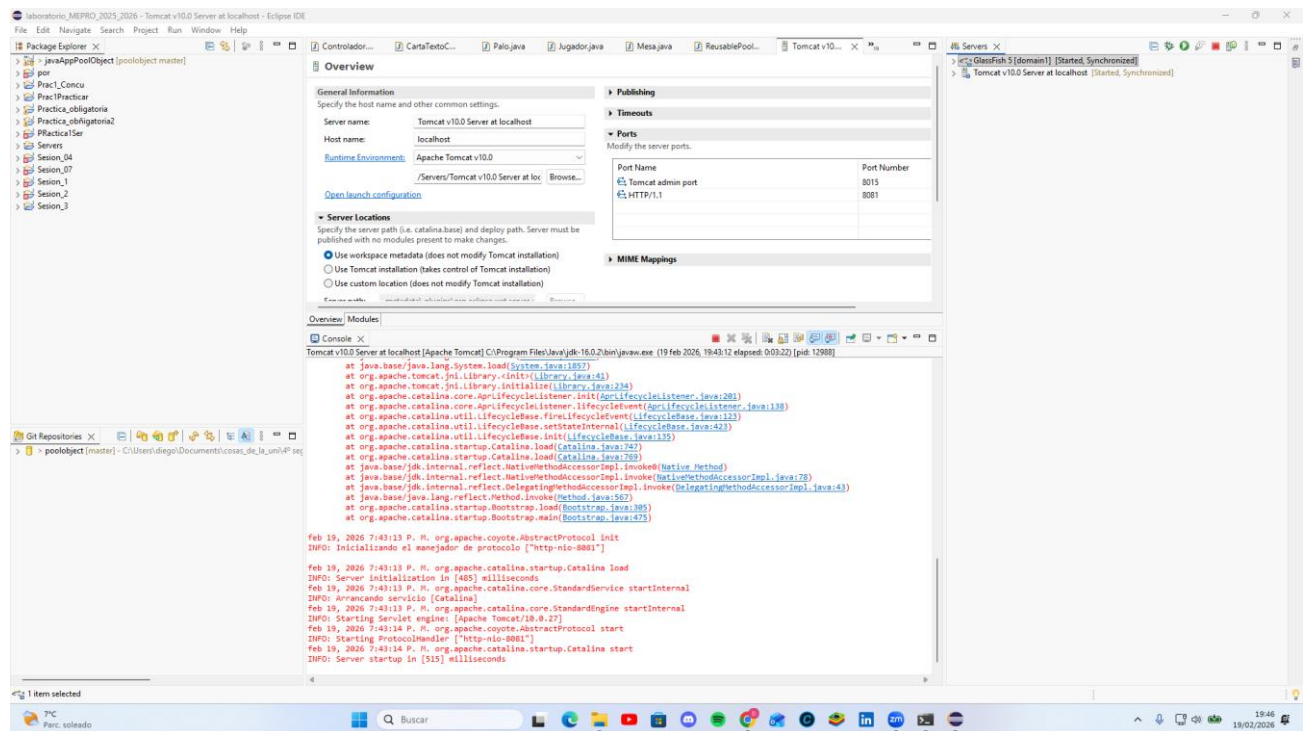 laboratorio_MEPRO_2025_2026 - Tomcat v10.0 Server at localhost - Eclipse IDE
File Edit Navigate Search Project Run Window Help
Package Explorer
> javaAppPoolObject [poolobject master]
por
Prac1_Concu
Prac1Practicar
Practica_obligatoria
Practica_obñigatoria2
PRactica1Ser
Servers
Sesion_04
Sesion_07
Sesion_1
Sesion_2
Sesion_3
Git Repositories
> poolobject [master] - C:\Users\diego\Documents\cosas_de_la_uni\4º seg
Controlador.... CartaTextoC... Palo.java Jugador.java Mesa.java ReusablePool... Tomcat v10...
Overview
General Information
Specify the host name and other common settings.
Server name: Tomcat v10.0 Server at localhost
Host name: localhost
Runtime Environment: Apache Tomcat v10.0
/Servers/Tomcat v10.0 Server at loc Browse...
Open launch configuration
Server Locations
Specify the server path (i.e. catalina.base) and deploy path. Server must be
published with no modules present to make changes.
Use workspace metadata (does not modify Tomcat installation)
Use Tomcat installation (takes control of Tomcat installation)
Use custom location (does not modify Tomcat installation)
Publishing
Timeouts
Ports
Modify the server ports.
Port Name Port Number
Tomcat admin port 8015
HTTP/1.1 8081
MIME Mappings
Overview Modules
Console
Tomcat v10.0 Server at localhost [Apache Tomcat] C:\Program Files\Java\jdk-16.0.2\bin\javaw.exe (19 feb 2026, 19:43:12 elapsed: 0:03:22) [pid: 12988]
at java.base/java.lang.System.load(System.java:1857)
at org.apache.tomcat.jni.Library.<init>(Library.java:41)
at org.apache.tomcat.jni.Library.initialize(Library.java:234)
at org.apache.catalina.core.AprLifecycleListener.init(AprLifecycleListener.java:201)
at org.apache.catalina.core.AprLifecycleListener.lifecycleEvent(AprLifecycleListener.java:138)
at org.apache.catalina.util.LifecycleBase.fireLifecycleEvent(LifecycleBase.java:123)
at org.apache.catalina.util.LifecycleBase.setStateInternal(LifecycleBase.java:423)
at org.apache.catalina.util.LifecycleBase.init(LifecycleBase.java:135)
at org.apache.catalina.startup.Catalina.load(Catalina.java:747)
at org.apache.catalina.startup.Catalina.load(Catalina.java:769)
at java.base/jdk.internal.reflect.NativeMethodAccessorImpl.invoke0(Native Method)
at java.base/jdk.internal.reflect.NativeMethodAccessorImpl.invoke(NativeMethodAccessorImpl.java:78)
at java.base/jdk.internal.reflect.DelegatingMethodAccessorImpl.invoke(DelegatingMethodAccessorImpl.java:43)
at java.base/java.lang.reflect.Method.invoke(Method.java:567)
at org.apache.catalina.startup.Bootstrap.load(Bootstrap.java:305)
at org.apache.catalina.startup.Bootstrap.main(Bootstrap.java:475)
feb 19, 2026 7:43:13 P. M. org.apache.coyote.AbstractProtocol init
INFO: Inicializando el manejador de protocolo ["http-nio-8081"]
feb 19, 2026 7:43:13 P. M. org.apache.catalina.startup.Catalina load
INFO: Server initialization in [485] milliseconds
feb 19, 2026 7:43:13 P. M. org.apache.catalina.core.StandardService startInternal
INFO: Arrancando servicio [Catalina]
feb 19, 2026 7:43:13 P. M. org.apache.catalina.core.StandardEngine startInternal
INFO: Starting Servlet engine: [Apache Tomcat/10.0.27]
feb 19, 2026 7:43:14 P. M. org.apache.coyote.AbstractProtocol start
INFO: Starting ProtocolHandler ["http-nio-8081"]
feb 19, 2026 7:43:14 P. M. org.apache.catalina.startup.Catalina start
INFO: Server startup in [515] milliseconds
Servers
GlassFish 5 [domain1] [Started, Synchronized]
Tomcat v10.0 Server at localhost [Started, Synchronized]
1 item selected
7°C
Parc. soleado
Buscar
19:46
19/02/2026